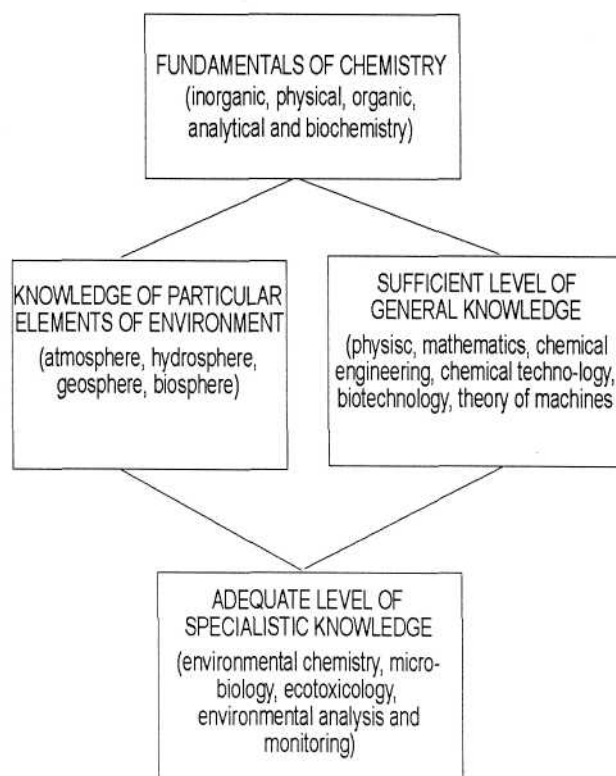 FUNDAMENTALS OF CHEMISTRY
(inorganic, physical, organic,
analytical and biochemistry)
KNOWLEDGE OF PARTICULAR
ELEMENTS OF ENVIRONMENT
(atmosphere, hydrosphere,
geosphere, biosphere)
SUFFICIENT LEVEL OF
GENERAL KNOWLEDGE
(physisc, mathematics, chemical
engineering, chemical techno-logy,
biotechnology, theory of machines
ADEQUATE LEVEL OF
SPECIALISTIC KNOWLEDGE
(environmental chemistry, micro-
biology, ecotoxicology,
environmental analysis and
monitoring)